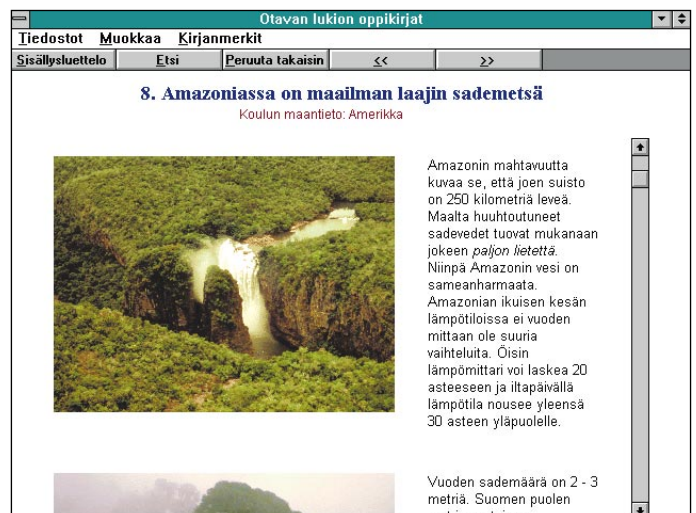 Otavan lukion oppikirjat
Tiedostot Muokkaa Kirjanmerkit
Sisällysluettelo Etsi Peruuta takaisin << >>
8. Amazoniassa on maailman laajin sademetsä
Koulun maantieto: Amerikka
Amazonin mahtavuutta
kuvaa se, että joen suisto
on 250 kilometriä leveä.
Maalta huuhtoutuneet
sadevedet tuovat mukanaan
jokeen paljon lietettä.
Niinpä Amazonin vesi on
sameanharmaata.
Amazonian ikuisen kesän
lämpötiloissa ei vuoden
mittaan ole suuria
vaihteluita. Öisin
lämpömittari voi laskea 20
asteeseen ja iltapäivällä
lämpötila nousee yleensä
30 asteen yläpuolelle.
Vuoden sademäärä on 2 - 3
metriä. Suomen puolen